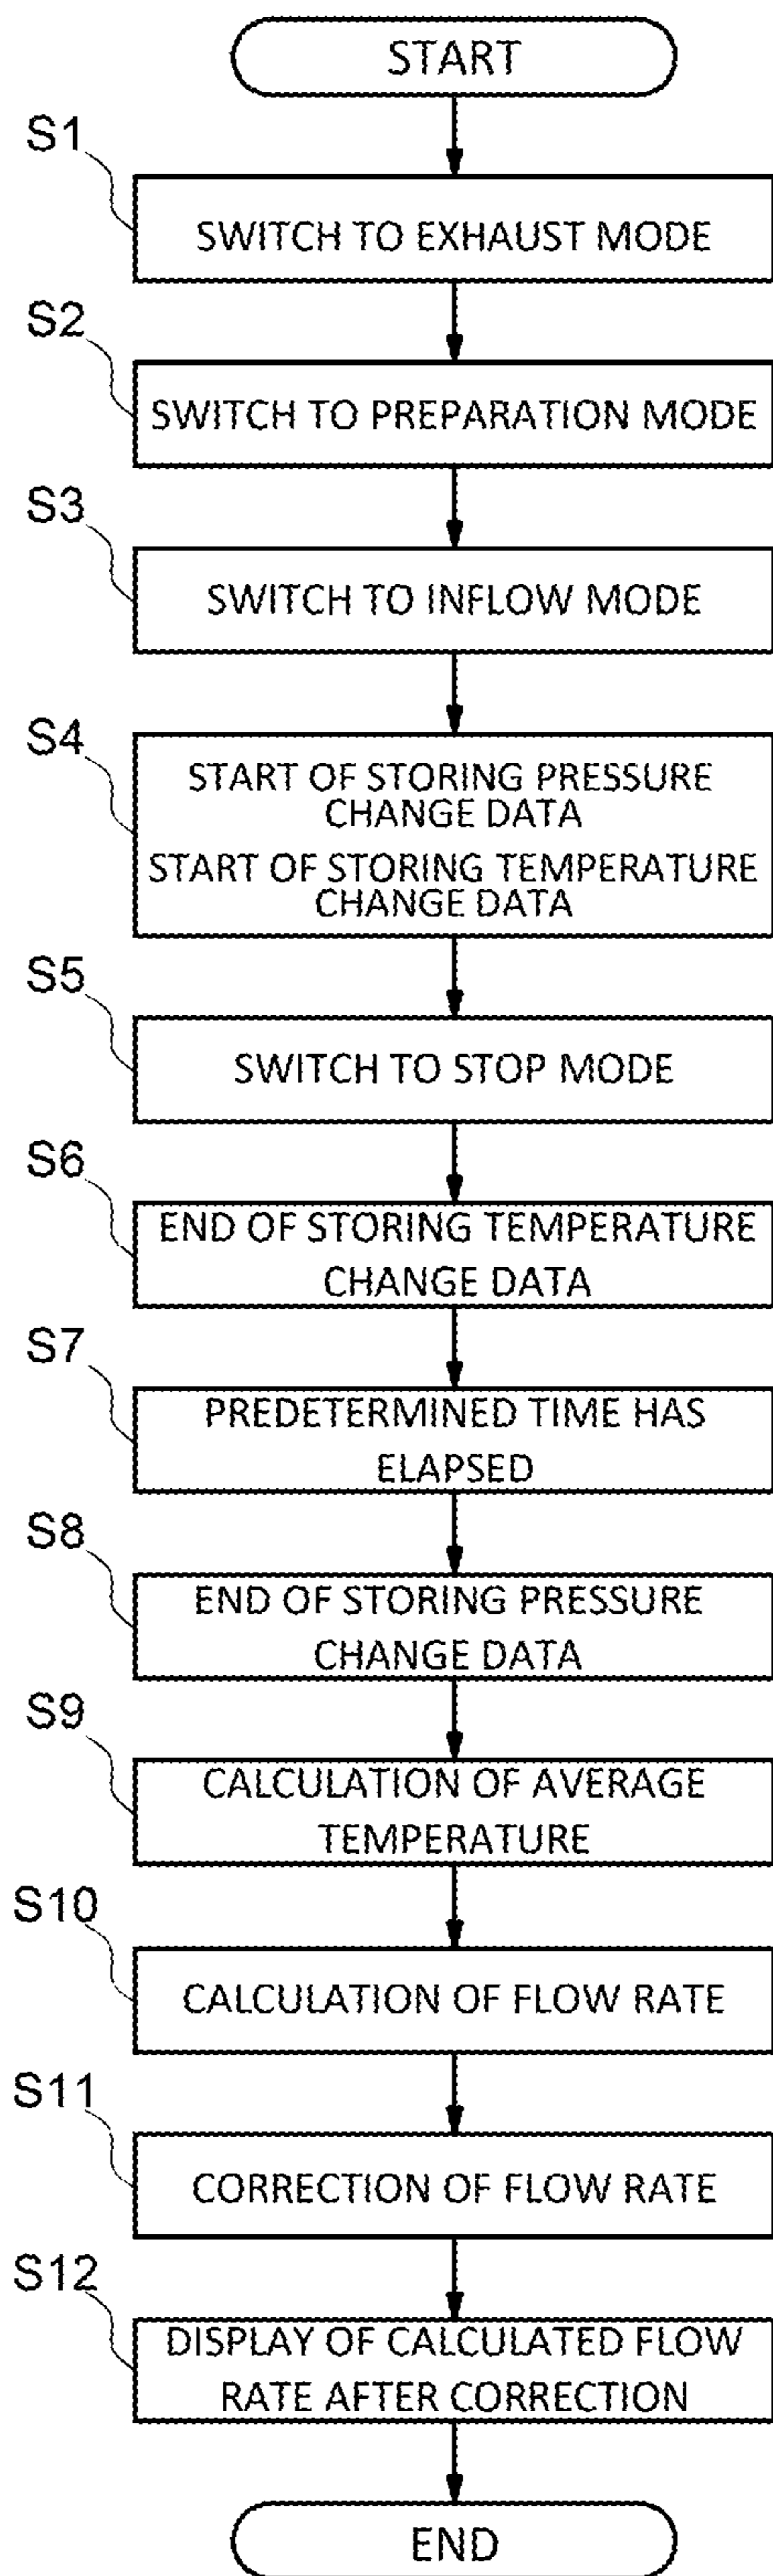 START
S1
SWITCH TO EXHAUST MODE
S2
SWITCH TO PREPARATION MODE
S3
SWITCH TO INFLOW MODE
S4
START OF STORING PRESSURE
CHANGE DATA
START OF STORING TEMPERATURE
CHANGE DATA
S5
SWITCH TO STOP MODE
S6
END OF STORING TEMPERATURE
CHANGE DATA
S7
PREDETERMINED TIME HAS
ELAPSED
S8
END OF STORING PRESSURE
CHANGE DATA
S9
CALCULATION OF AVERAGE
TEMPERATURE
S10
CALCULATION OF FLOW RATE
S11
CORRECTION OF FLOW RATE
S12
DISPLAY OF CALCULATED FLOW
RATE AFTER CORRECTION
END